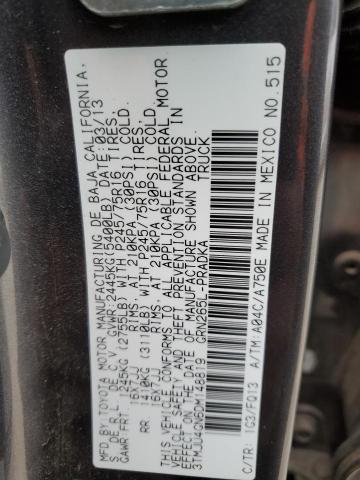 MFD BY TOYOTA MOTOR MANUFACTURING DE BAJA CALIFORNIA,
S. DE R.L. DE C.V. GVWR:2445KG(5400LB) DATE:03/13
GAWR FRT. 1245KG (2755LB) WITH P245/75R16 TIRES,
16X7JJ RIMS, AT 210KPA (30PSI) COLD.
RR. 1410KG (3110LB) WITH P245/75R16 TIRES,
16X7JJ RIMS, AT 210KPA (30PSI) COLD.
THIS VEHICLE CONFORMS TO ALL APPLICABLE FEDERAL MOTOR
VEHICLE SAFETY AND THEFT PREVENTION STANDARDS IN
EFFECT ON THE DATE OF MANUFACTURE SHOWN ABOVE.
3TMJU4GN6DM148819 GRN265L-PRADKA TRUCK
C/TR: 1G3/FQ13 A/TM:A04C/A750E MADE IN MEXICO NO.515